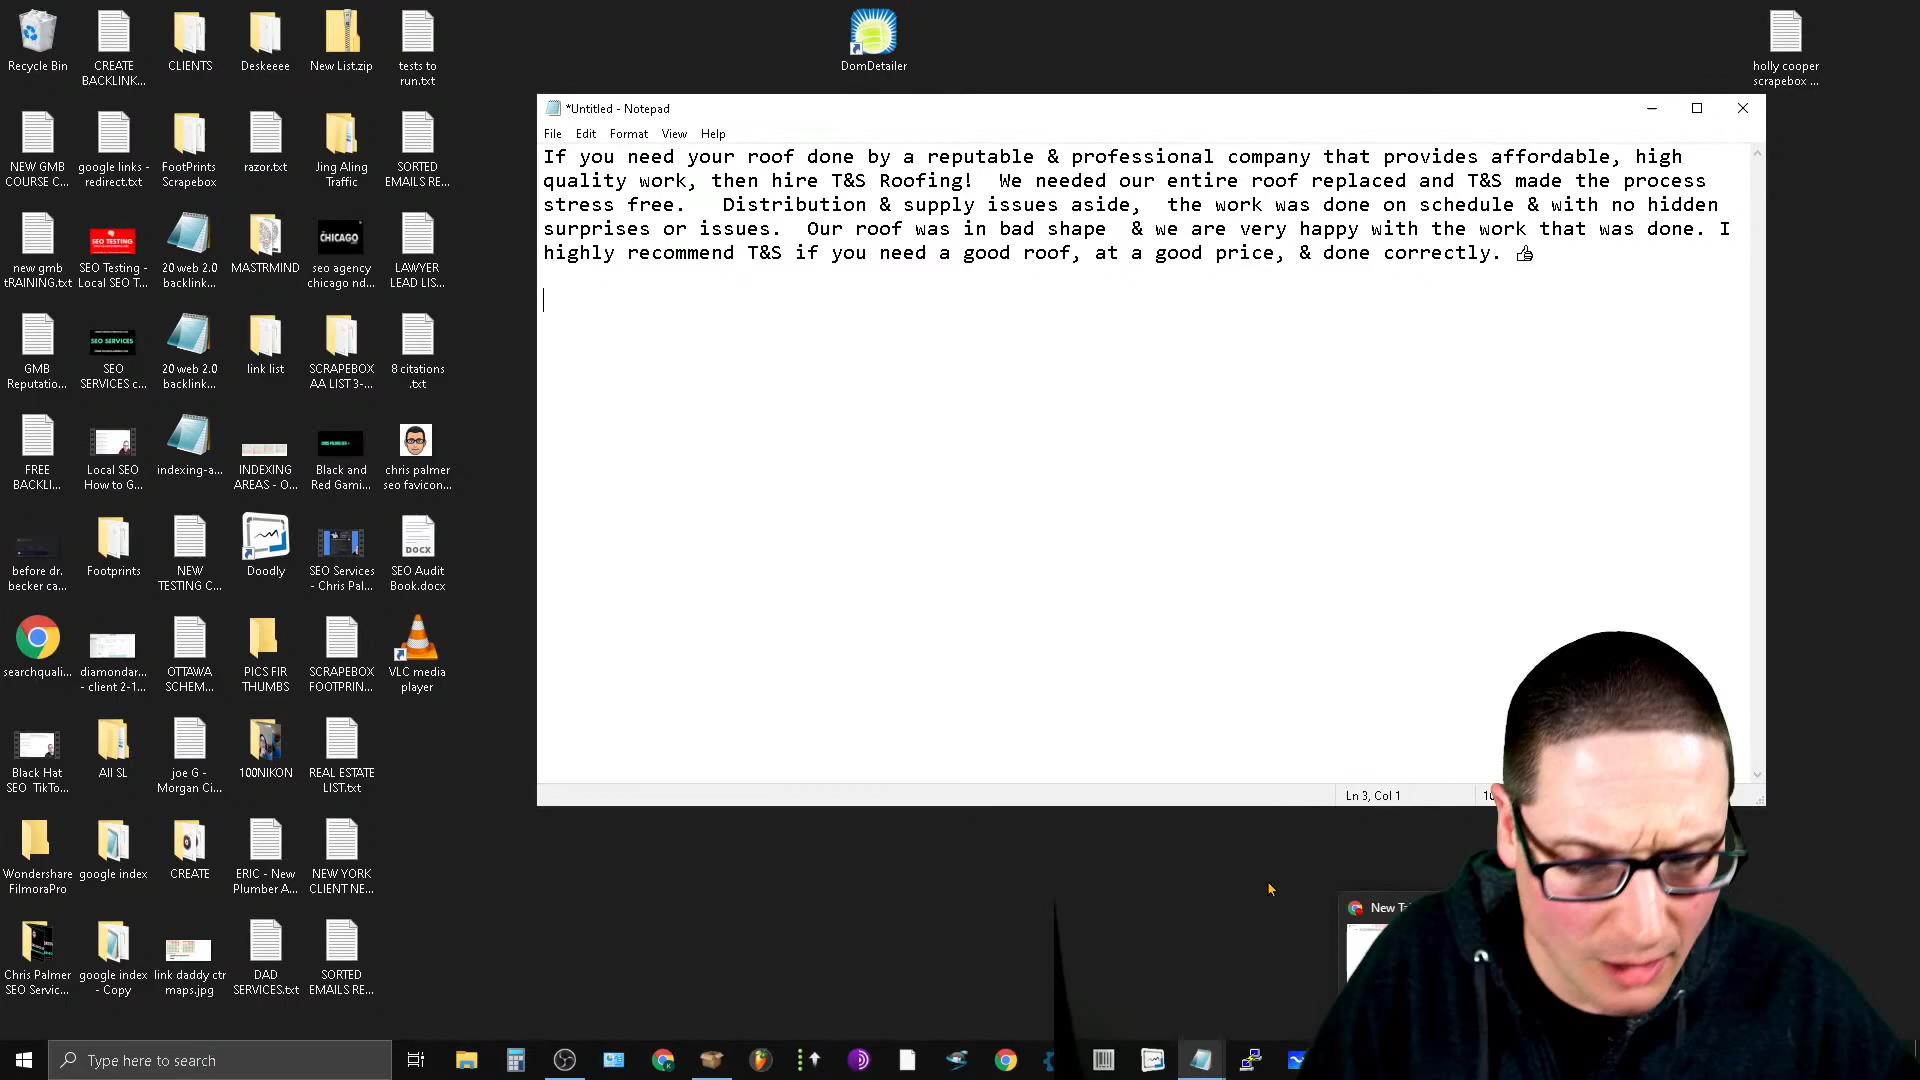 Recycle Bin
CREATE BACKLINK...
CLIENTS
Deskeeee
New List.zip
tests to run.txt
DomDetailer
holly cooper scrapebox ...
*Untitled - Notepad
File Edit Format View Help
If you need your roof done by a reputable & professional company that provides affordable, high
quality work, then hire T&S Roofing!  We needed our entire roof replaced and T&S made the process
stress free.   Distribution & supply issues aside,  the work was done on schedule & with no hidden
surprises or issues.  Our roof was in bad shape  & we are very happy with the work that was done. I
highly recommend T&S if you need a good roof, at a good price, & done correctly. 👍
Ln 3, Col 1
10
NEW GMB COURSE C...
google links - redirect.txt
FootPrints Scrapebox
razor.txt
Jing Aling Traffic
SORTED EMAILS RE...
new gmb tRAINING.txt
SEO TESTING
SEO Testing - Local SEO T...
20 web 2.0 backlink...
MASTRMIND
CHICAGO
seo agency chicago nd...
LAWYER LEAD LIS...
GMB Reputatio...
SEO SERVICES
SEO SERVICES c...
20 web 2.0 backlink...
link list
SCRAPEBOX AA LIST 3-...
8 citations .txt
FREE BACKLI...
Local SEO How to G...
indexing-a...
INDEXING AREAS - O...
Black and Red Gami...
chris palmer seo favicon...
before dr. becker ca...
Footprints
NEW TESTING C...
Doodly
SEO Services - Chris Pal...
DOCX
SEO Audit Book.docx
searchquali...
diamondar... - client 2-1...
OTTAWA SCHEM...
PICS FIR THUMBS
SCRAPEBOX FOOTPRIN...
VLC media player
Black Hat SEO TikTo...
All SL
joe G - Morgan Ci...
100NIKON
REAL ESTATE LIST.txt
Wondershare FilmoraPro
google index
CREATE
ERIC - New Plumber A...
NEW YORK CLIENT NE...
Chris Palmer SEO Servic...
google index - Copy
link daddy ctr maps.jpg
DAD SERVICES.txt
SORTED EMAILS RE...
New T
Type here to search